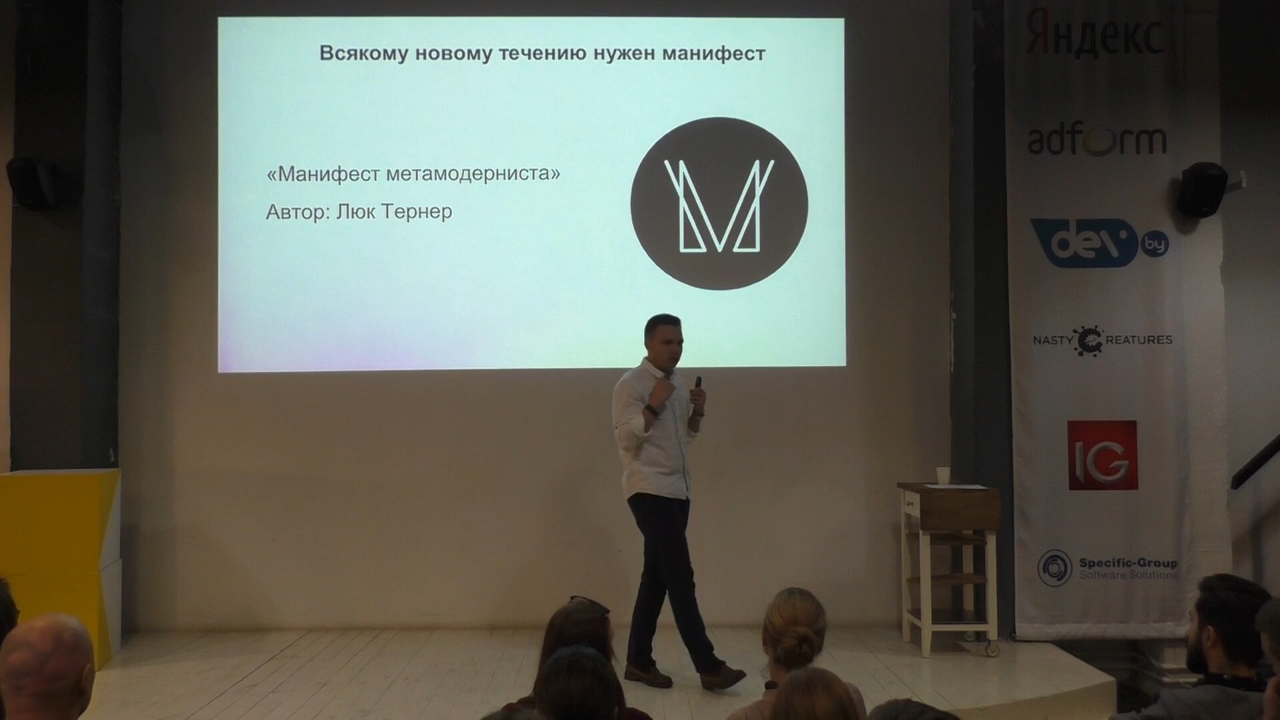 Всякому новому течению нужен манифест
«Манифест метамодерниста»
Автор: Люк Тернер
M
Яндекс
adform
dev by
NASTY CREATURES
IG
Specific-Group
Software Solutions